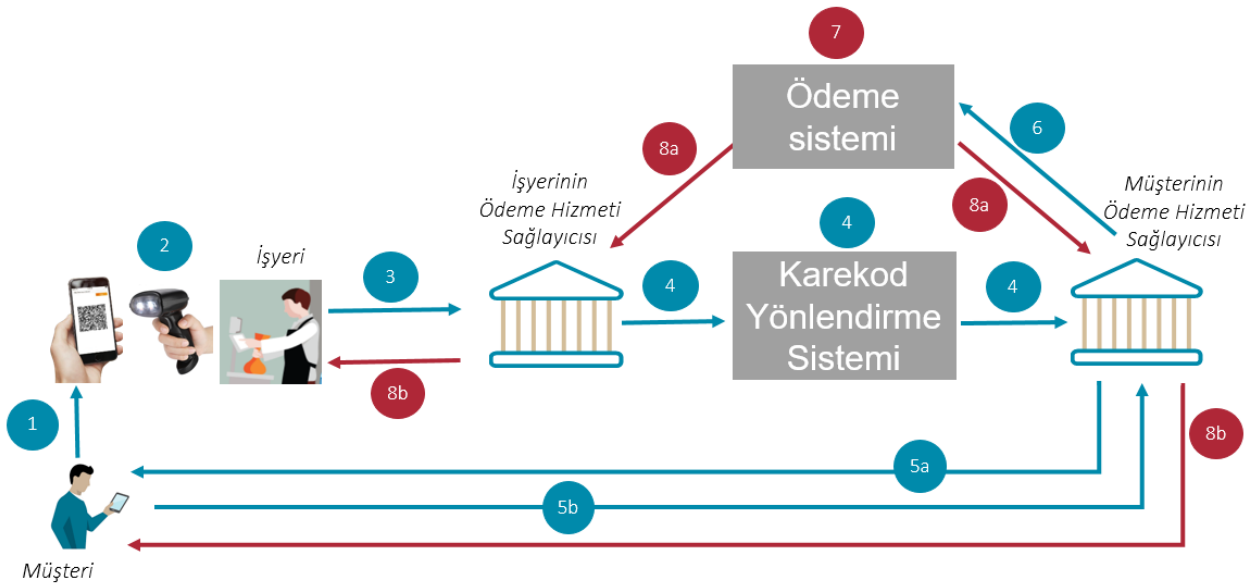 7
Ödeme
sistemi
6
8a
8a
İşyerinin
Ödeme Hizmeti
Sağlayıcısı
Müşterinin
Ödeme Hizmeti
Sağlayıcısı
2
İşyeri
3
4
4
Karekod
Yönlendirme
Sistemi
4
8b
1
8b
5a
5b
Müşteri